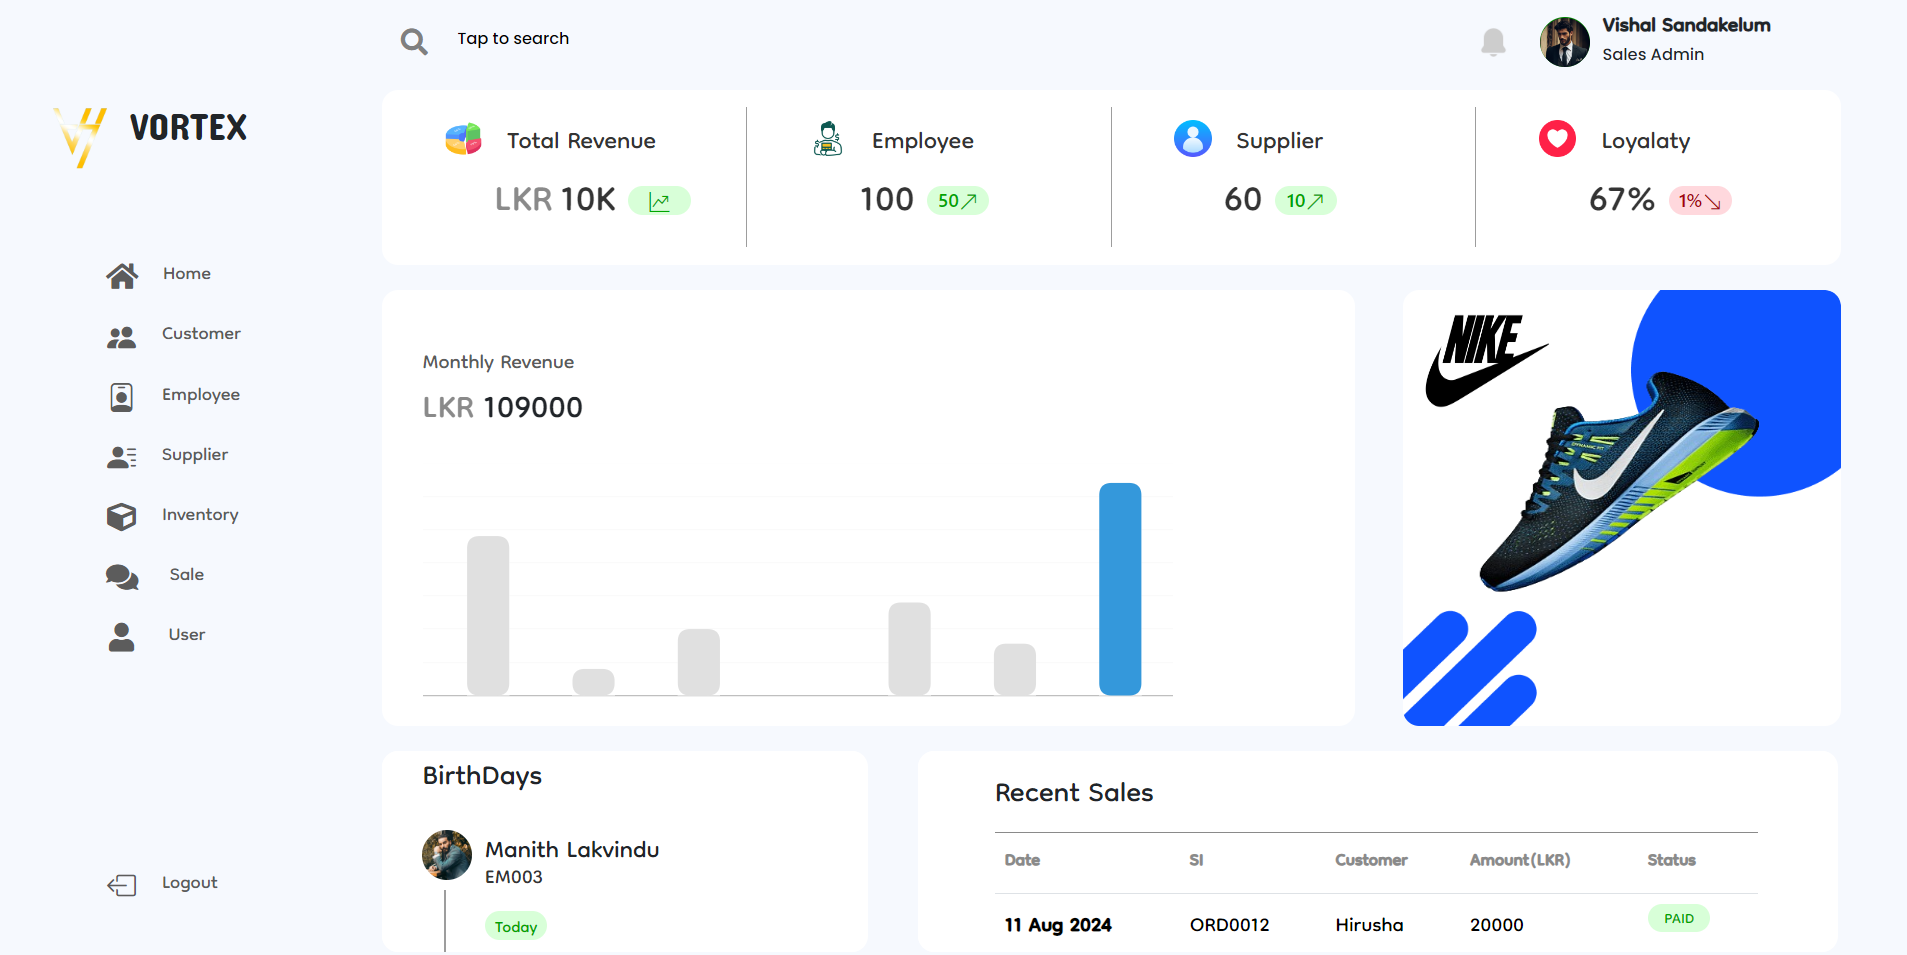 Tap to search
Vishal Sandakelum
Sales Admin
VORTEX
Total Revenue
LKR 10K
Employee
100 50
Supplier
60 10
Loyalaty
67% 1%
Home
Customer
Employee
Supplier
Inventory
Sale
User
Logout
Monthly Revenue
LKR 109000
NIKE
BirthDays
Manith Lakvindu
EM003
Today
Recent Sales
Date SI Customer Amount(LKR) Status
11 Aug 2024 ORD0012 Hirusha 20000 PAID